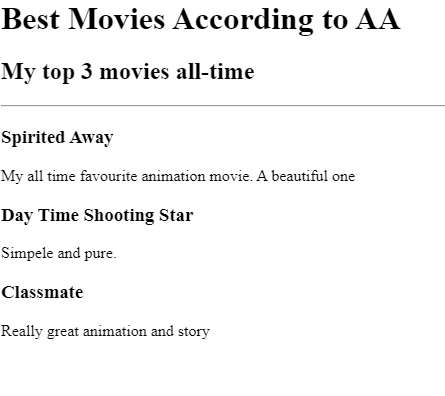 Best Movies According to AA
My top 3 movies all-time
Spirited Away
My all time favourite animation movie. A beautiful one
Day Time Shooting Star
Simpele and pure.
Classmate
Really great animation and story